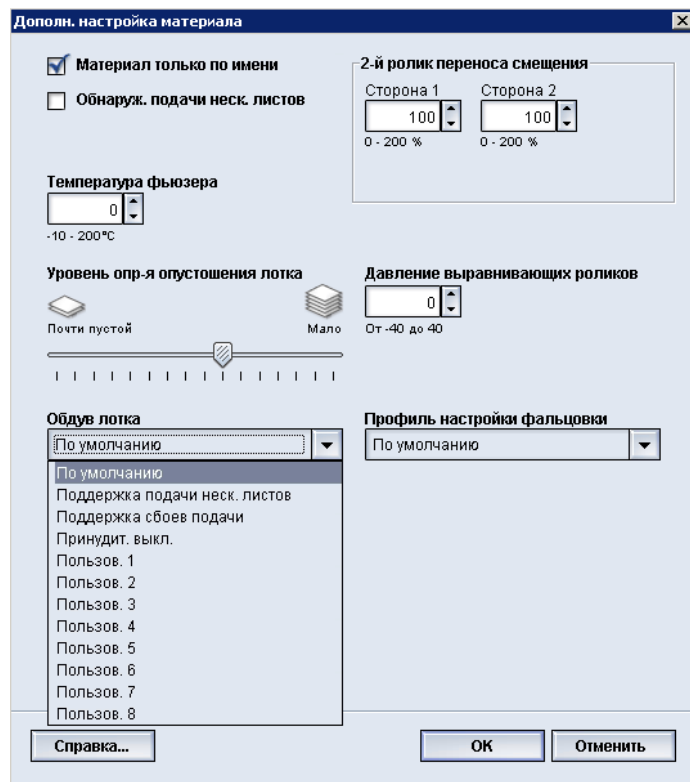 Дополн. настройка материала
Материал только по имени
Обнаруж. подачи неск. листов
2-й ролик переноса смещения
Сторона 1 Сторона 2
100 100
0 - 200 % 0 - 200 %
Температура фьюзера
0
-10 - 200°C
Уровень опр-я опустошения лотка
Почти пустой Мало
Давление выравнивающих роликов
0
От -40 до 40
Обдув лотка
По умолчанию
По умолчанию
Поддержка подачи неск. листов
Поддержка сбоев подачи
Принудит. выкл.
Пользов. 1
Пользов. 2
Пользов. 3
Пользов. 4
Пользов. 5
Пользов. 6
Пользов. 7
Пользов. 8
Профиль настройки фальцовки
По умолчанию
Справка... OK Отменить